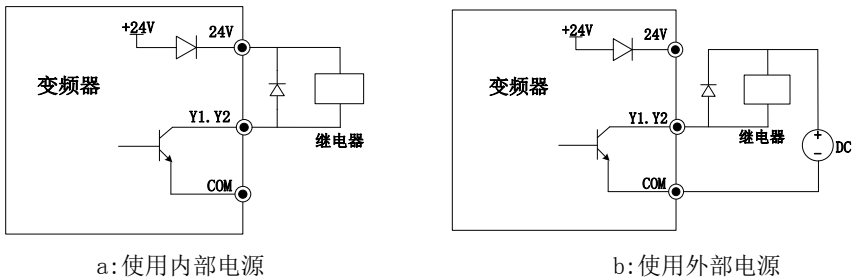 +24V
24V
变频器
Y1.Y2
继电器
COM
a:使用内部电源
+24V
24V
变频器
Y1.Y2
继电器
+
−
DC
COM
b:使用外部电源